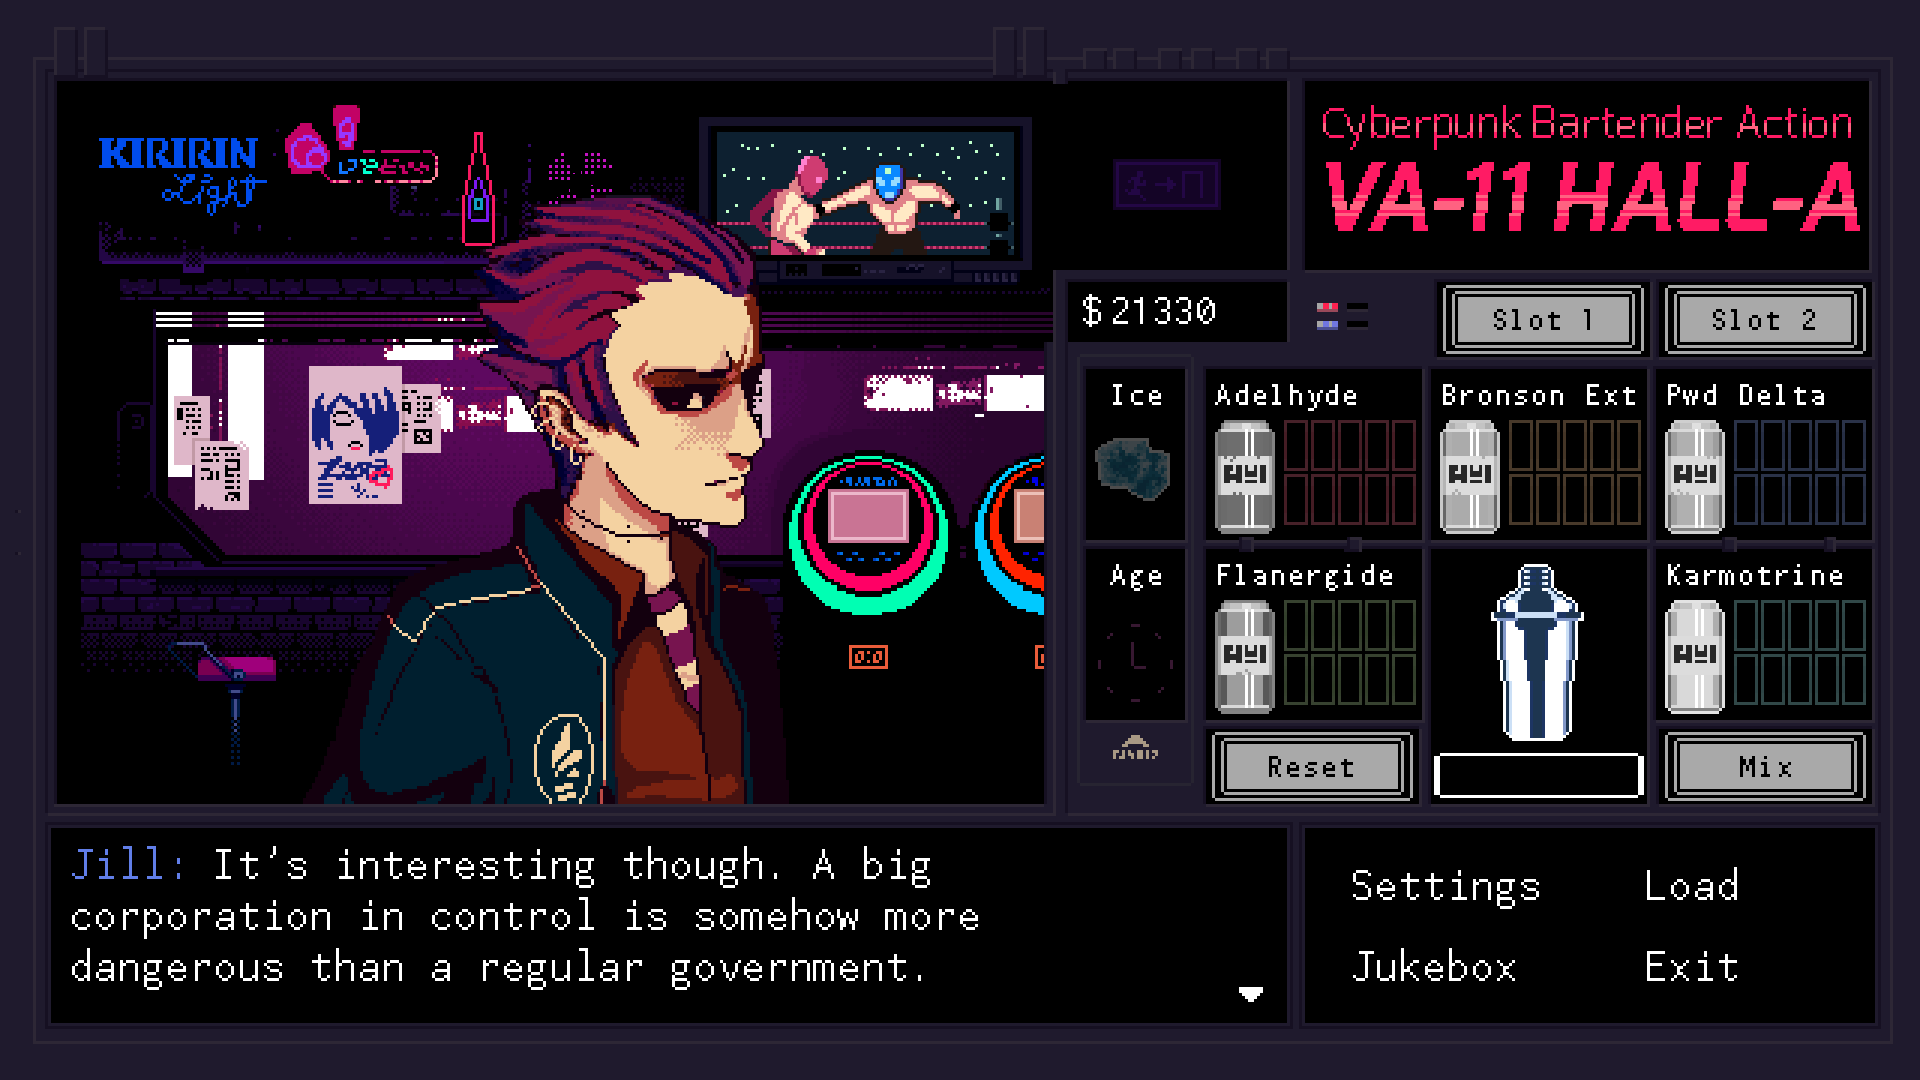 KIRIRIN
Light
Cyberpunk Bartender Action
VA-11 HALL-A
$21330
Slot 1
Slot 2
Ice
Adelhyde
Bronson Ext
Pwd Delta
Age
Flanergide
Karmotrine
Reset
Mix
Jill: It's interesting though. A big
corporation in control is somehow more
dangerous than a regular government.
Settings
Load
Jukebox
Exit